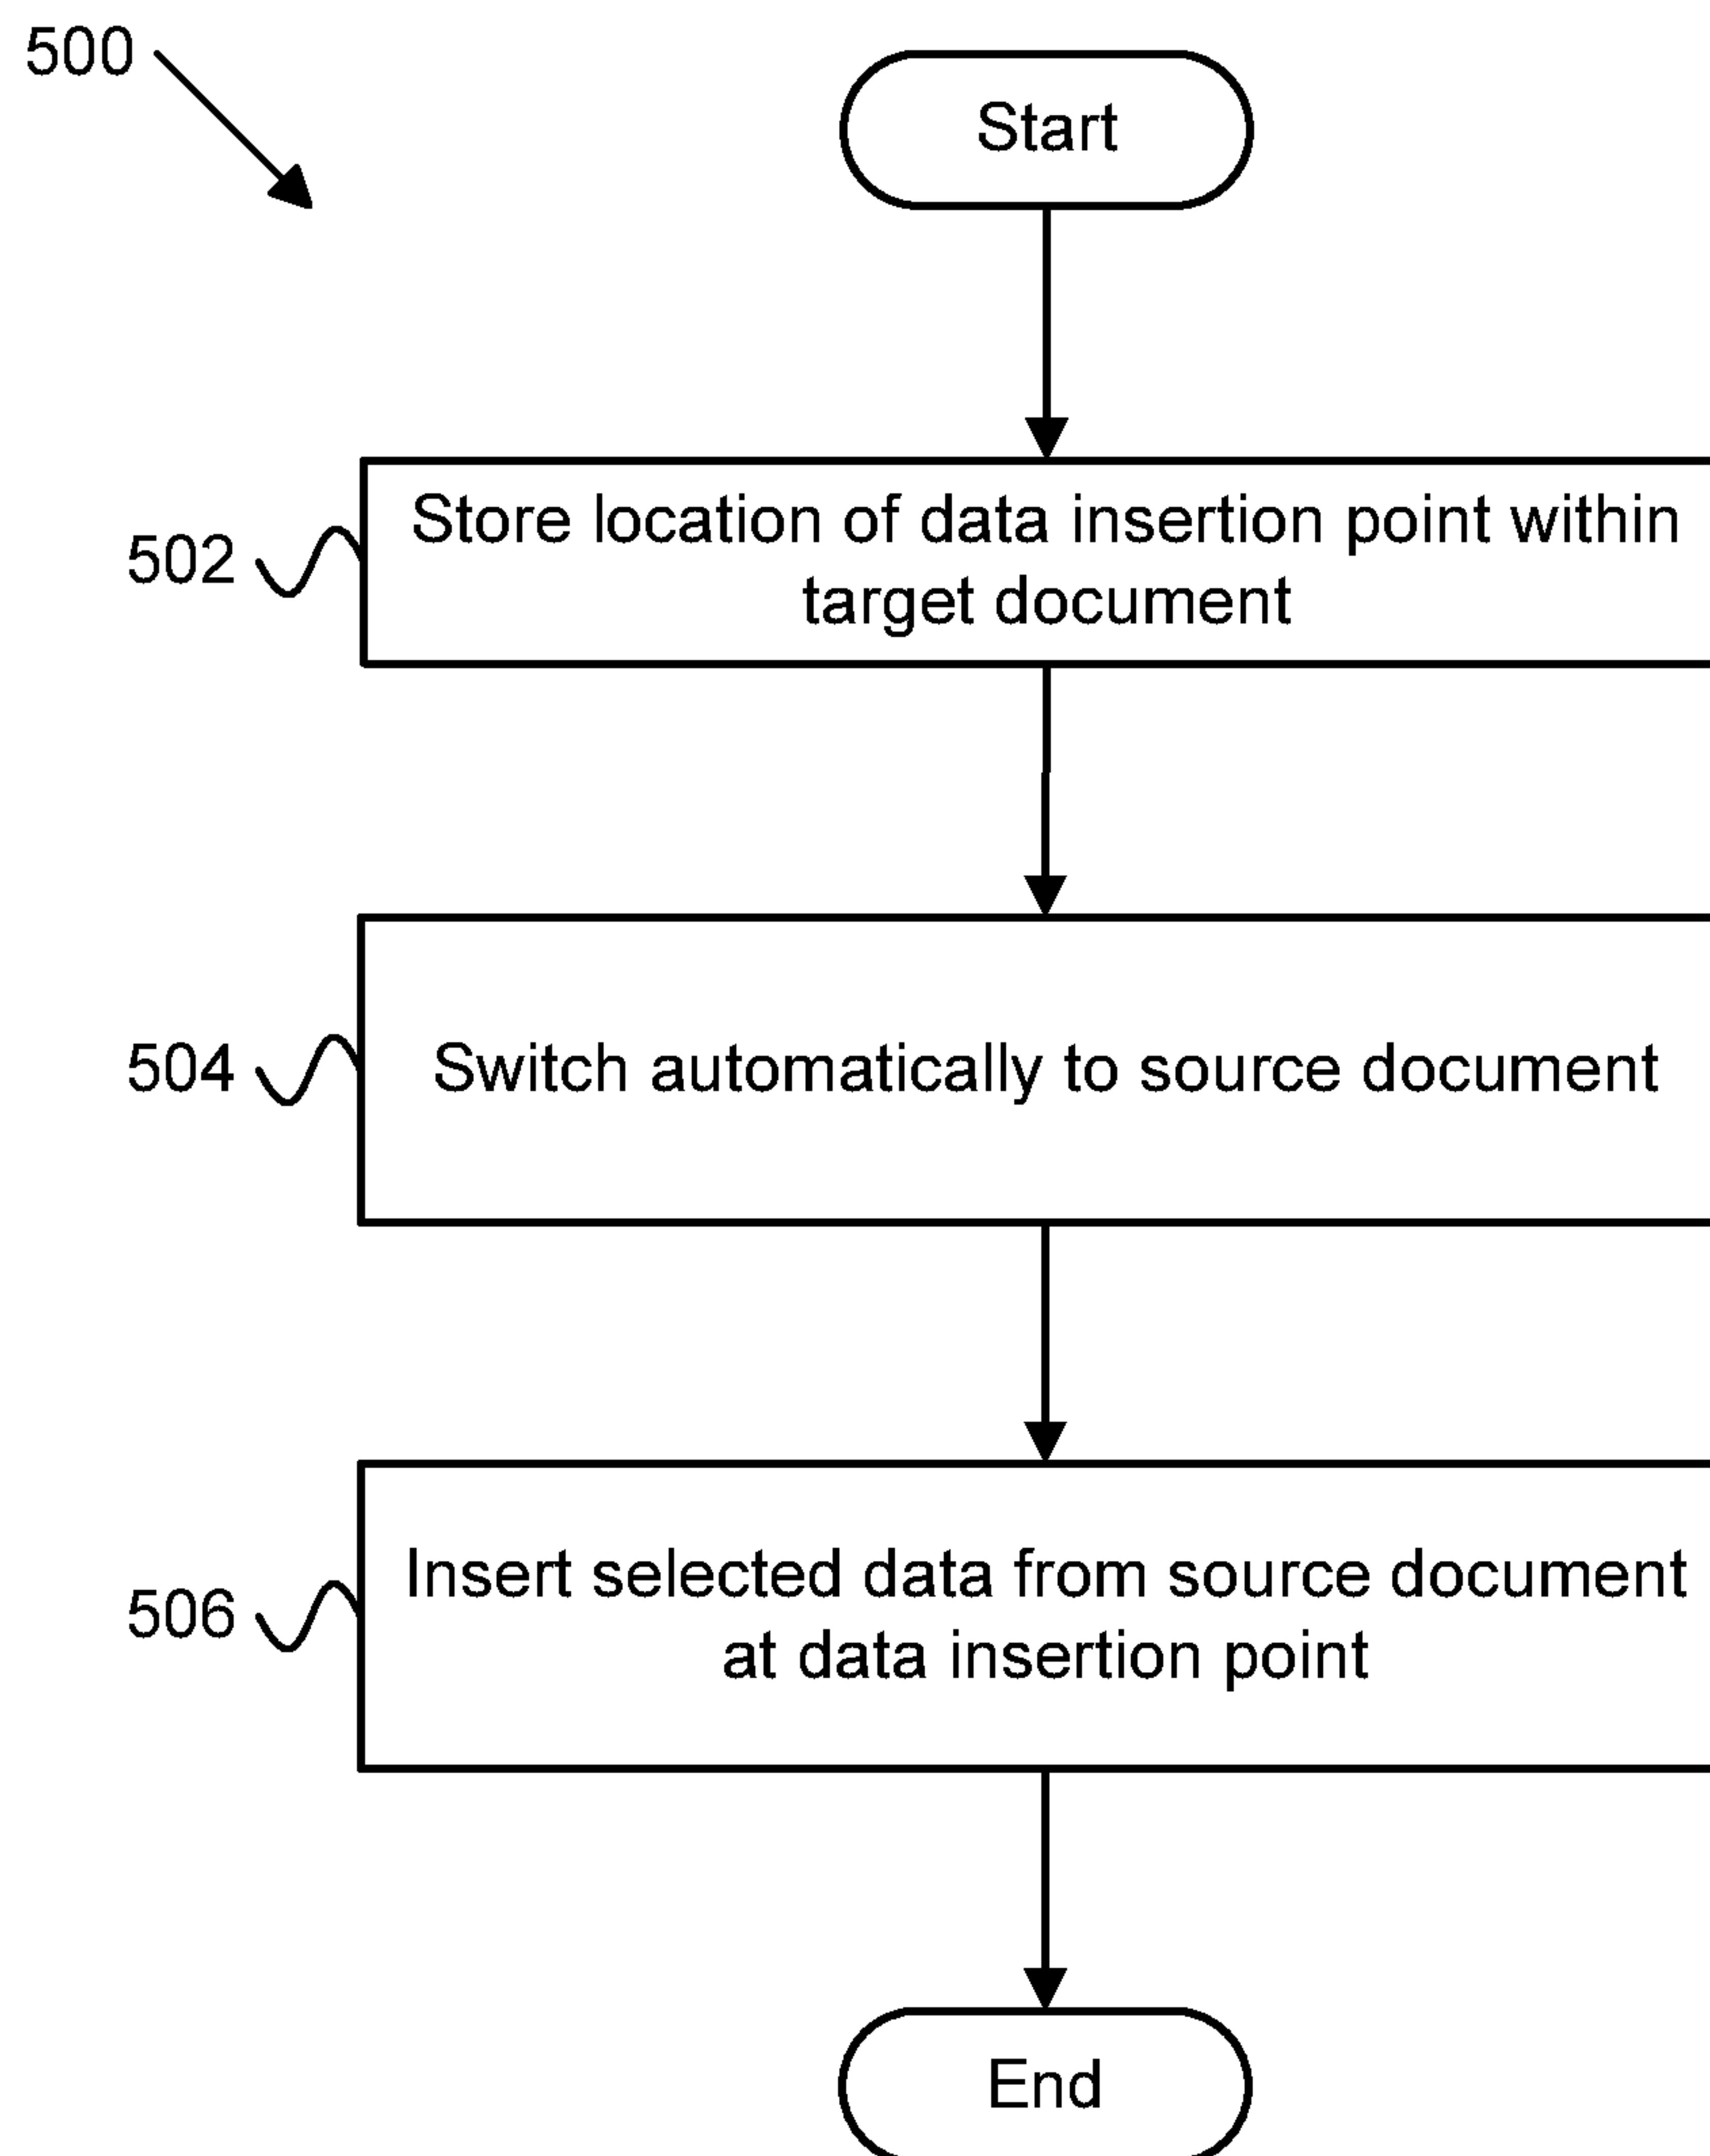 500
Start
502
Store location of data insertion point within
target document
504
Switch automatically to source document
506
Insert selected data from source document
at data insertion point
End